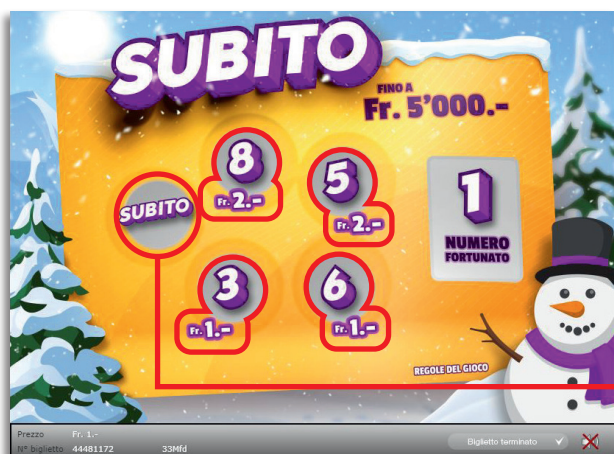 SUBITO
FINO A
Fr. 5'000.-
8
Fr. 2.-
5
Fr. 2.-
SUBITO
1
NUMERO
FORTUNATO
3
Fr. 1.-
6
Fr. 1.-
REGOLE DEL GIOCO
Prezzo Fr. 1.-
N° biglietto 44481172 33Mfd
Biglietto terminato